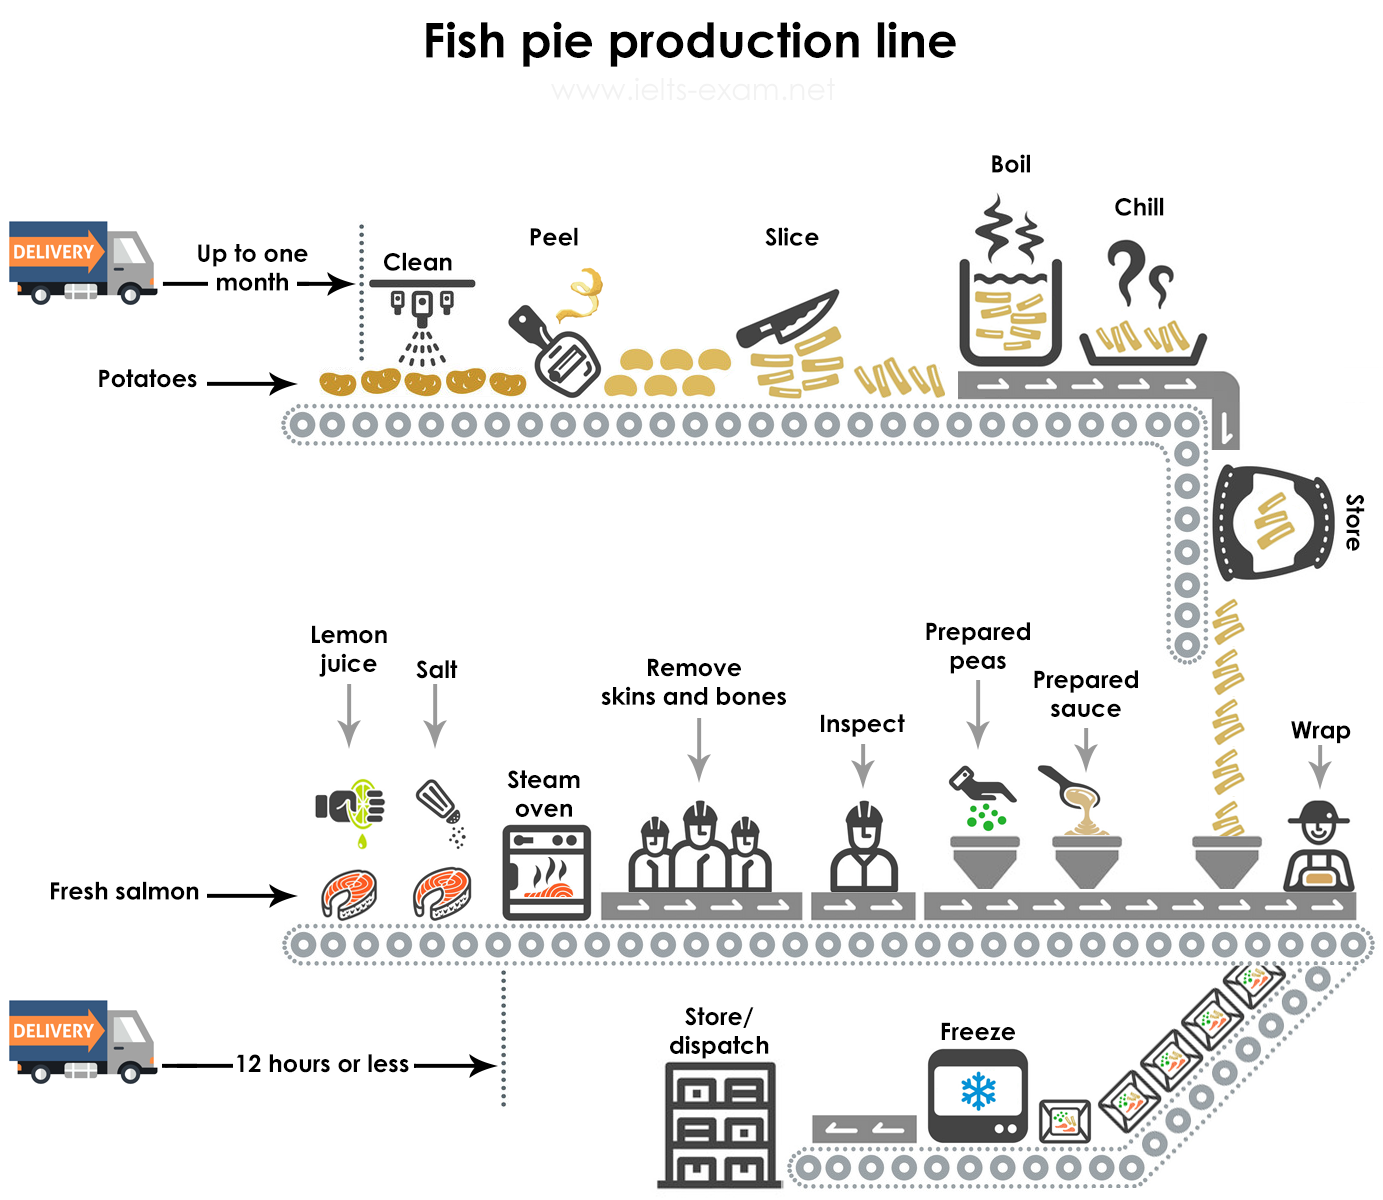 Fish pie production line
www.ielts-exam.net
Boil
Chill
Peel
Slice
Clean
DELIVERY
Up to one
month
Potatoes
Store
Lemon
juice
Salt
Remove
skins and bones
Inspect
Prepared
peas
Prepared
sauce
Wrap
Steam
oven
Fresh salmon
DELIVERY
12 hours or less
Store/
dispatch
Freeze